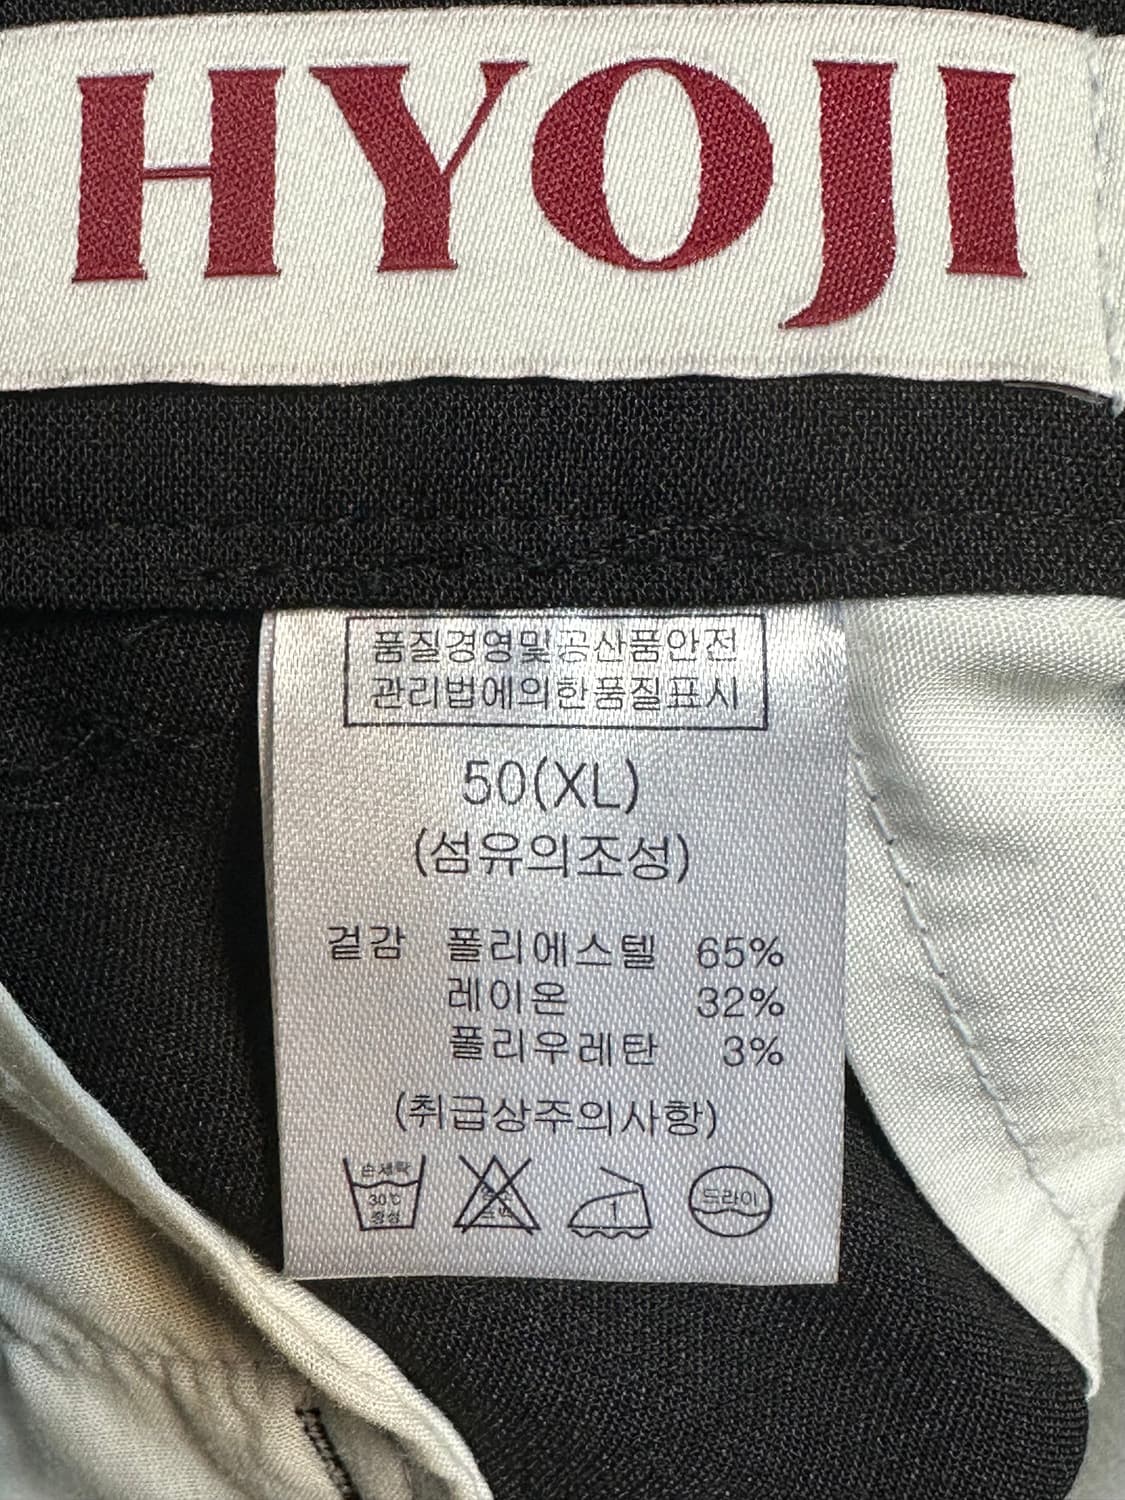 HYOJI
품질경영및공산품안전
관리법에의한품질표시
50(XL)
(섬유의조성)
겉감 폴리에스텔 65%
레이온 32%
폴리우레탄 3%
(취급상주의사항)
손세탁
30℃
중성
1
드라이